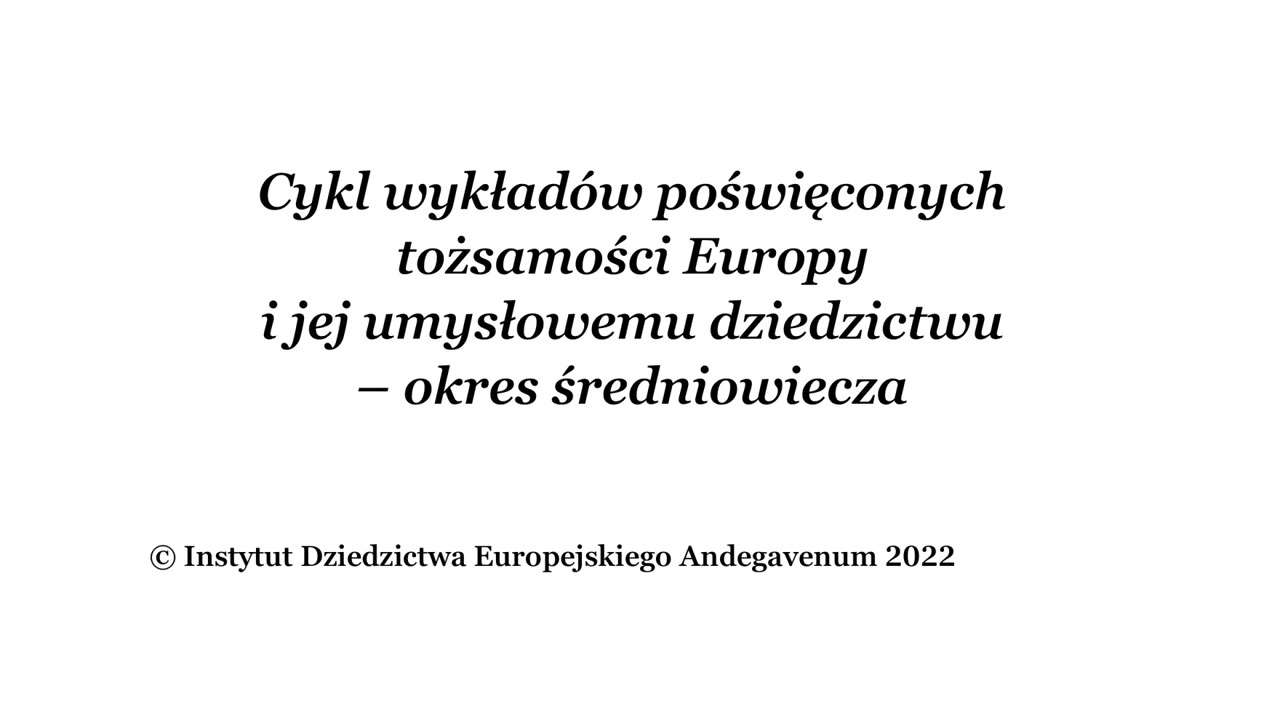 Cykl wykładów poświęconych
tożsamości Europy
i jej umysłowemu dziedzictwu
– okres średniowiecza
© Instytut Dziedzictwa Europejskiego Andegavenum 2022